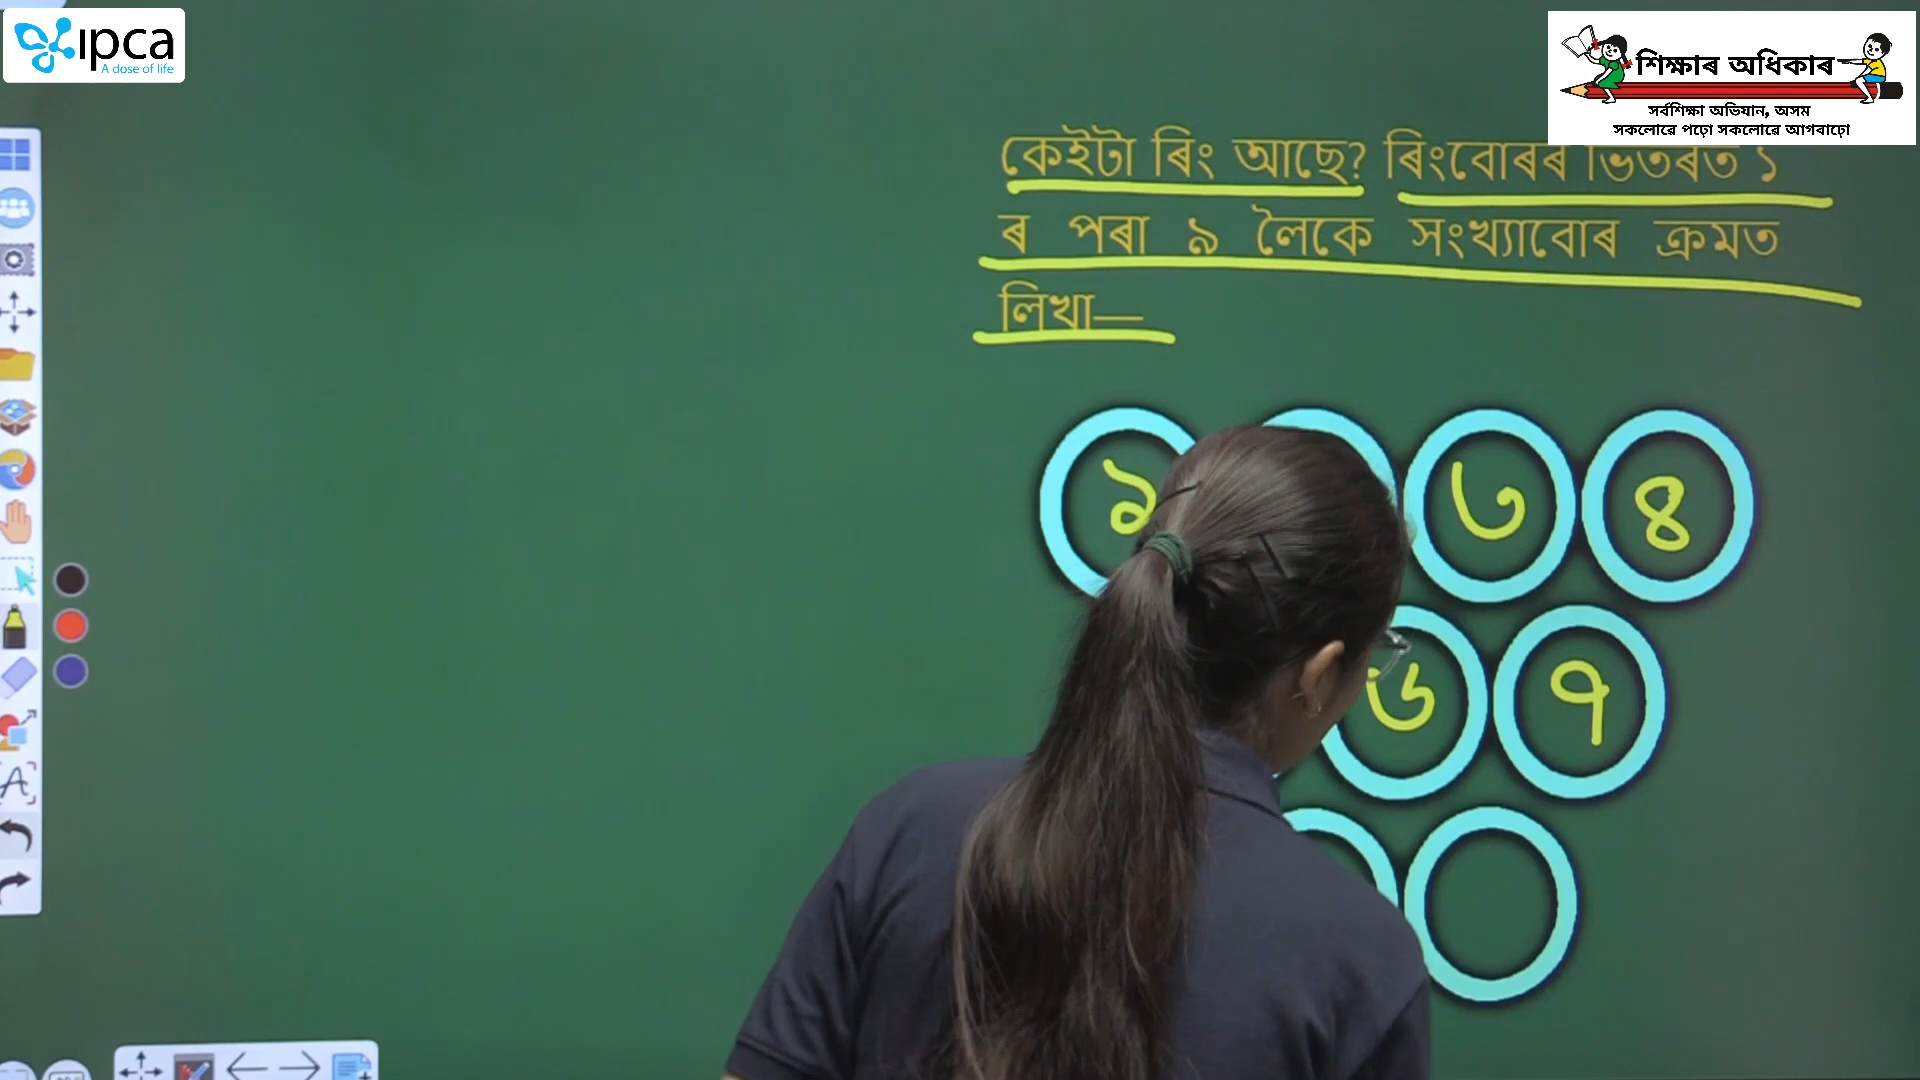 ipca
A dose of life
শিক্ষাৰ অধিকাৰ
সৰ্বশিক্ষা অভিযান, অসম
সকলোৱে পঢ়ো সকলোৱে আগবাঢ়ো
কেইটা ৰিং আছে? ৰিংবোৰৰ ভিতৰত ১
ৰ পৰা ৯ লৈকে সংখ্যাবোৰ ক্ৰমত
লিখা—
১ ৩ ৪
৬ ৭